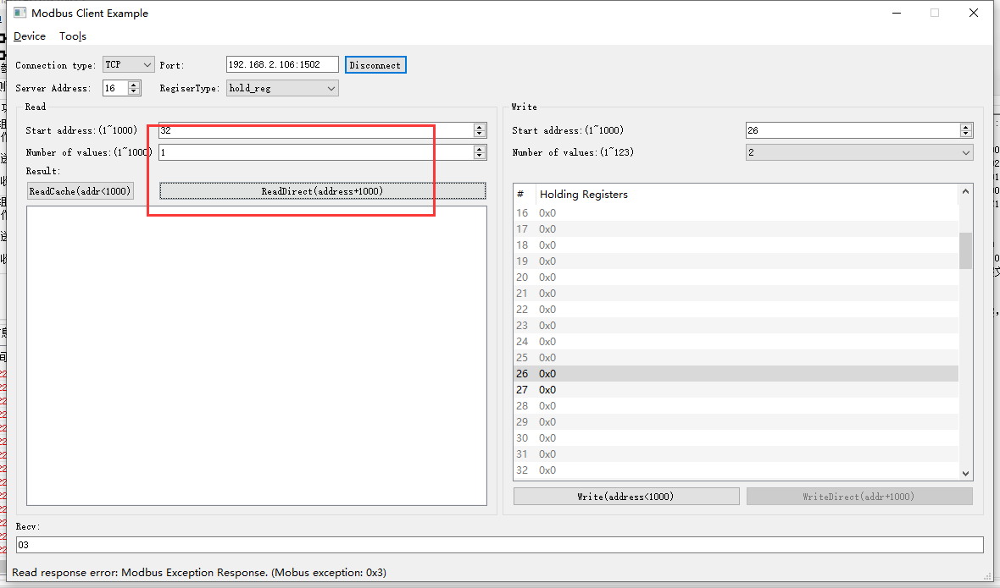 Modbus Client Example
Device Tools
Connection type: TCP Port: 192.168.2.106:1502 Disconnect
Server Address: 16 RegiserType: hold_reg
Read
Start address:(1~1000) 32
Number of values:(1~1000) 1
Result:
ReadCache(addr<1000) ReadDirect(address+1000)
Write
Start address:(1~1000) 26
Number of values:(1~123) 2
# Holding Registers
16 0x0
17 0x0
18 0x0
19 0x0
20 0x0
21 0x0
22 0x0
23 0x0
24 0x0
25 0x0
26 0x0
27 0x0
28 0x0
29 0x0
30 0x0
31 0x0
32 0x0
Write(address<1000) WriteDirect(addr+1000)
Recv:
03
Read response error: Modbus Exception Response. (Mobus exception: 0x3)